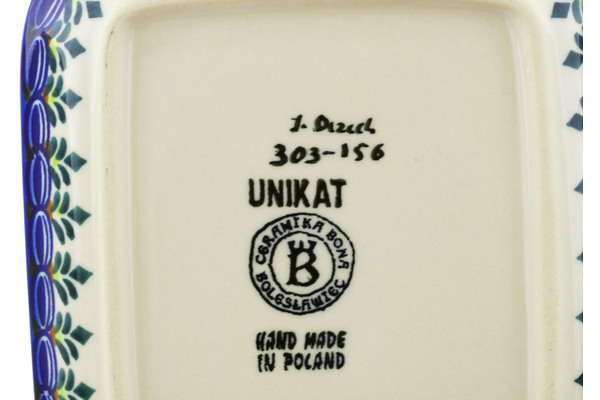 303-156
UNIKAT
CERAMIKA BONA
B
BOLESŁAWIEC
HAND MADE
IN POLAND